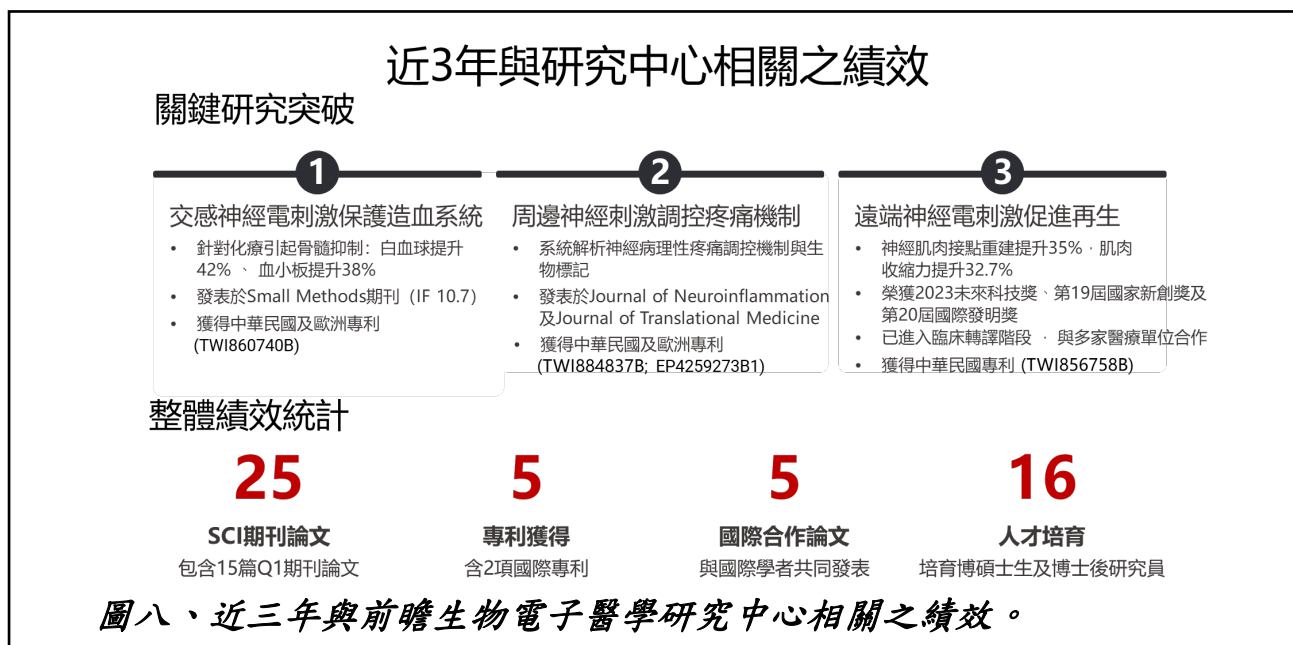 近3年與研究中心相關之績效
關鍵研究突破
1
交感神經電刺激保護造血系統
• 針對化療引起骨髓抑制：白血球提升
42% 、 血小板提升38%
• 發表於Small Methods期刊（IF 10.7）
• 獲得中華民國及歐洲專利
(TWI860740B)
2
周邊神經刺激調控疼痛機制
• 系統解析神經病理性疼痛調控機制與生
物標記
• 發表於Journal of Neuroinflammation
及Journal of Translational Medicine
• 獲得中華民國及歐洲專利
(TWI884837B; EP4259273B1)
3
遠端神經電刺激促進再生
• 神經肌肉接點重建提升35%，肌肉
收縮力提升32.7%
• 榮獲2023未來科技獎、第19屆國家新創獎及
第20屆國際發明獎
• 已進入臨床轉譯階段 ， 與多家醫療單位合作
• 獲得中華民國專利 (TWI856758B)
整體績效統計
25
SCI期刊論文
包含15篇Q1期刊論文
5
專利獲得
含2項國際專利
5
國際合作論文
與國際學者共同發表
16
人才培育
培育博碩士生及博士後研究員
圖八、近三年與前瞻生物電子醫學研究中心相關之績效。